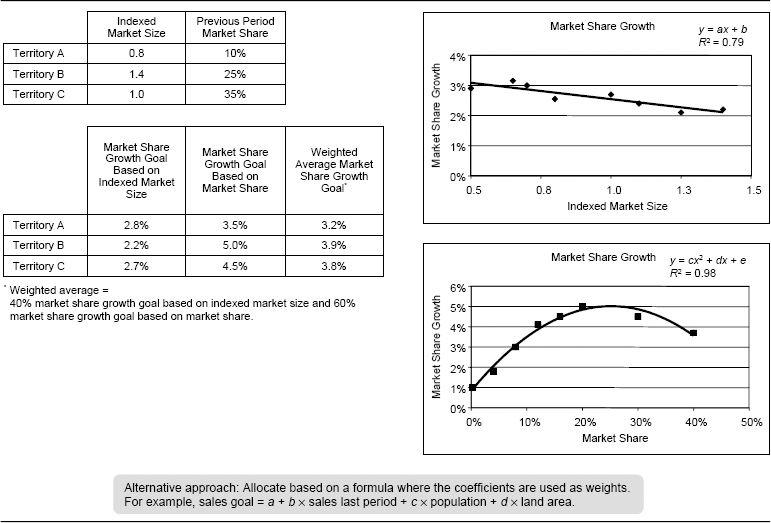 Indexed Market Size Previous Period Market Share
Territory A 0.8 10%
Territory B 1.4 25%
Territory C 1.0 35%
Market Share Growth Goal Based on Indexed Market Size Market Share Growth Goal Based on Market Share Weighted Average Market Share Growth Goal*
Territory A 2.8% 3.5% 3.2%
Territory B 2.2% 5.0% 3.9%
Territory C 2.7% 4.5% 3.8%
* Weighted average =
40% market share growth goal based on indexed market size and 60%
market share growth goal based on market share.
Market Share Growth
y = ax + b
R² = 0.79
Market Share Growth
4%
3%
2%
1%
0%
0.5 0.8 1.0 1.3 1.5
Indexed Market Size
Market Share Growth
y = cx² + dx + e
R² = 0.98
Market Share Growth
6%
5%
4%
3%
2%
1%
0%
0% 10% 20% 30% 40% 50%
Market Share
Alternative approach: Allocate based on a formula where the coefficients are used as weights.
For example, sales goal = a + b × sales last period + c × population + d × land area.